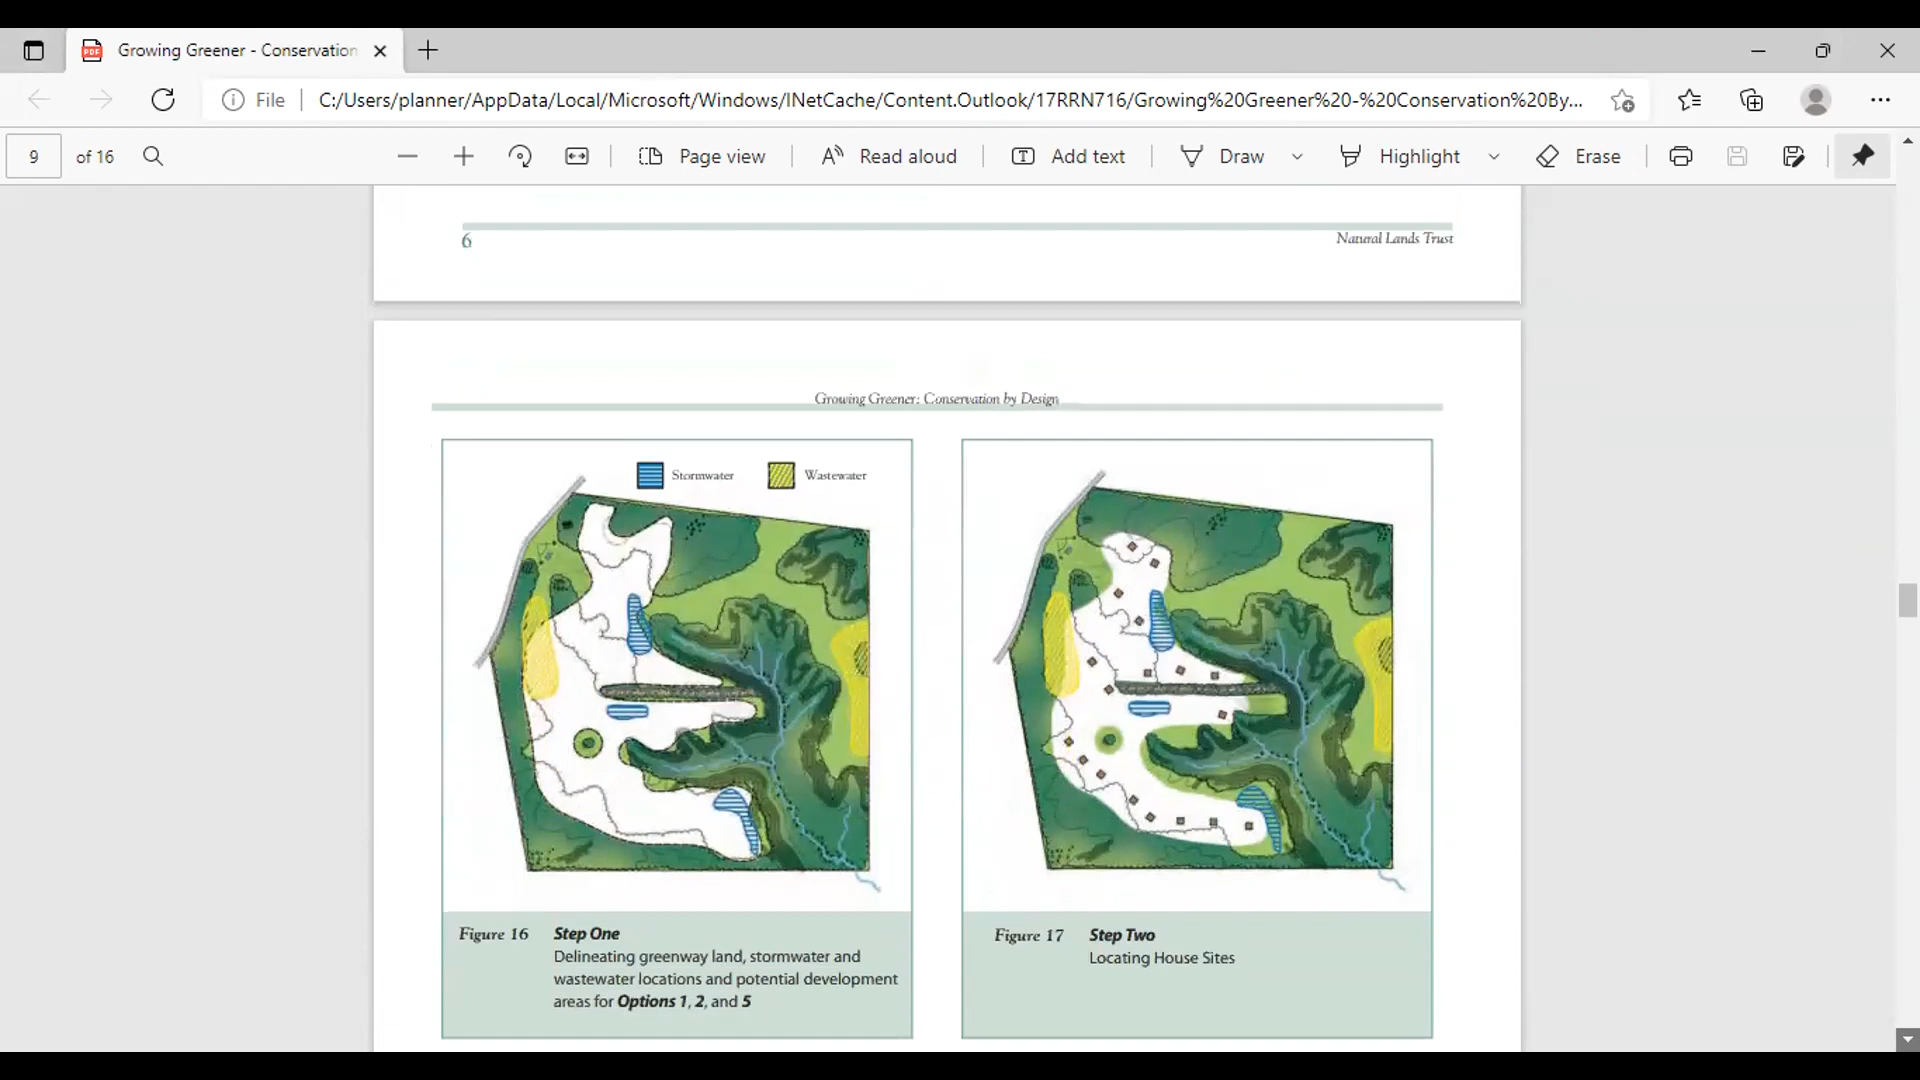 Growing Greener - Conservation
File
C:/Users/planner/AppData/Local/Microsoft/Windows/INetCache/Content.Outlook/17RRN716/Growing%20Greener%20-%20Conservation%20By...
9 of 16
Page view
Read aloud
Add text
Draw
Highlight
Erase
6
Natural Lands Trust
Growing Greener: Conservation by Design
Stormwater
Wastewater
Figure 16
Step One
Delineating greenway land, stormwater and
wastewater locations and potential development
areas for Options 1, 2, and 5
Figure 17
Step Two
Locating House Sites